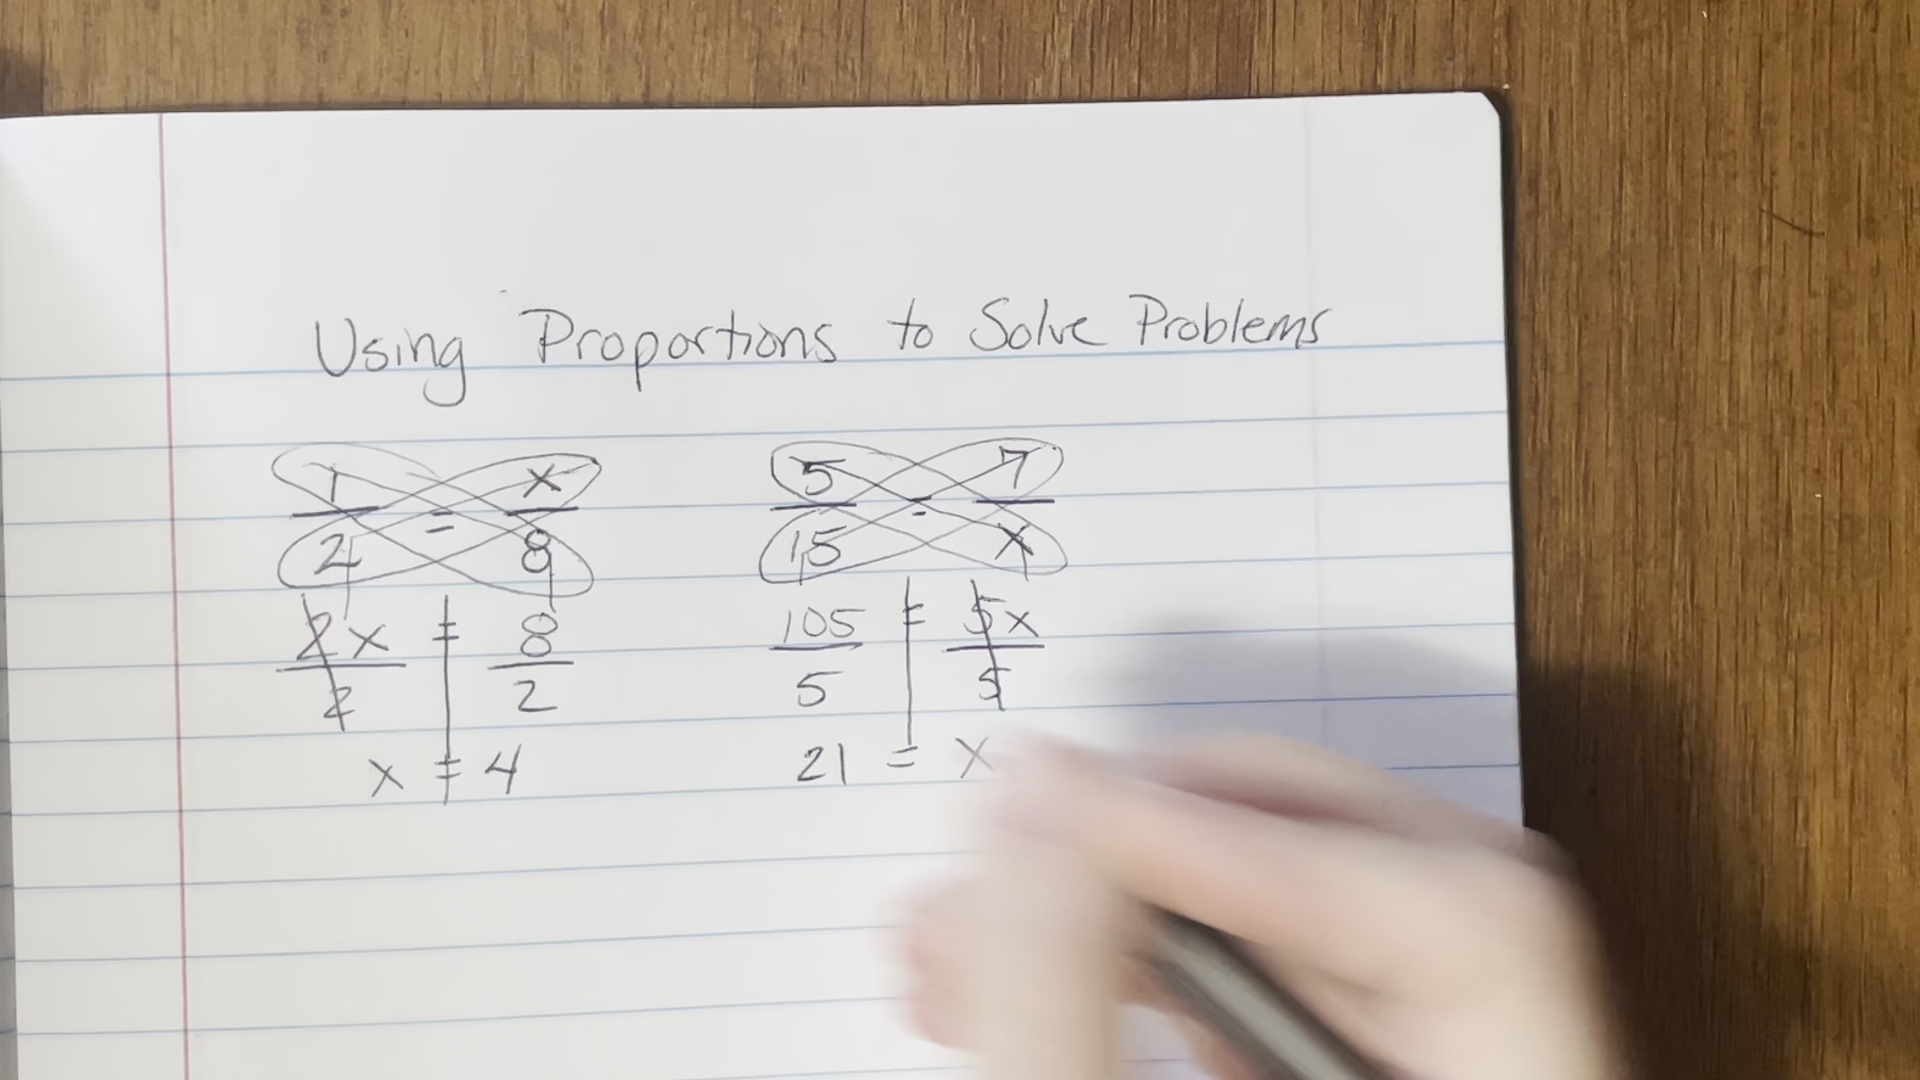 Using Proportions to Solve Problems
1/2 = x/8
2x/2 = 8/2
x = 4
5/15 = 7/x
105/5 = 5x/5
21 = x